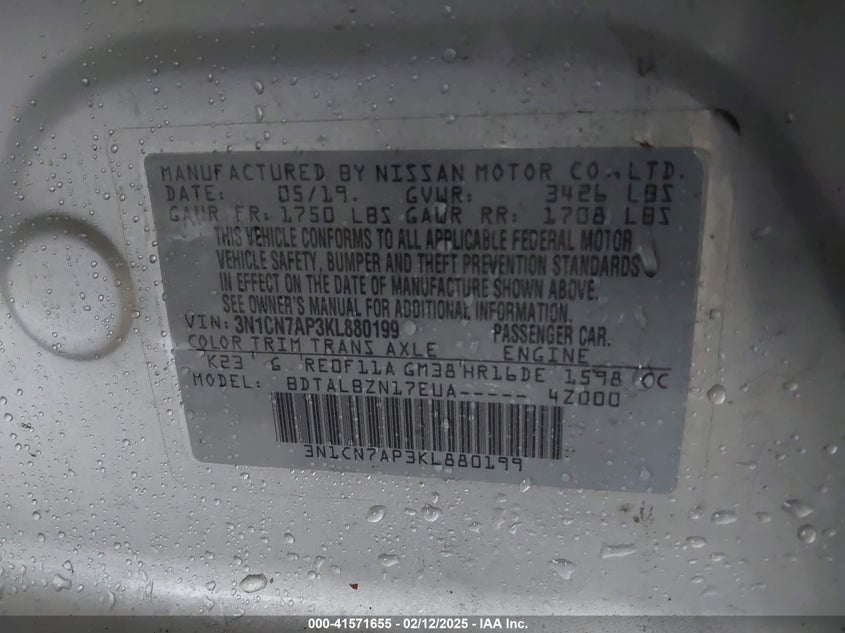 MANUFACTURED BY NISSAN MOTOR CO., LTD.
DATE: 05/19. GVWR: 3426 LBS
GAWR FR: 1750 LBS GAWR RR: 1708 LBS
THIS VEHICLE CONFORMS TO ALL APPLICABLE FEDERAL MOTOR
VEHICLE SAFETY, BUMPER AND THEFT PREVENTION STANDARDS
IN EFFECT ON THE DATE OF MANUFACTURE SHOWN ABOVE.
SEE OWNER'S MANUAL FOR ADDITIONAL INFORMATION.
VIN: 3N1CN7AP3KL880199 PASSENGER CAR.
COLOR TRIM TRANS AXLE ENGINE
K23 G RE0F11A GM38 HR16DE 1598 CC
MODEL: BDTALBZN17EUA----- 4Z000
3N1CN7AP3KL880199
000-41571655 - 02/12/2025 - IAA Inc.